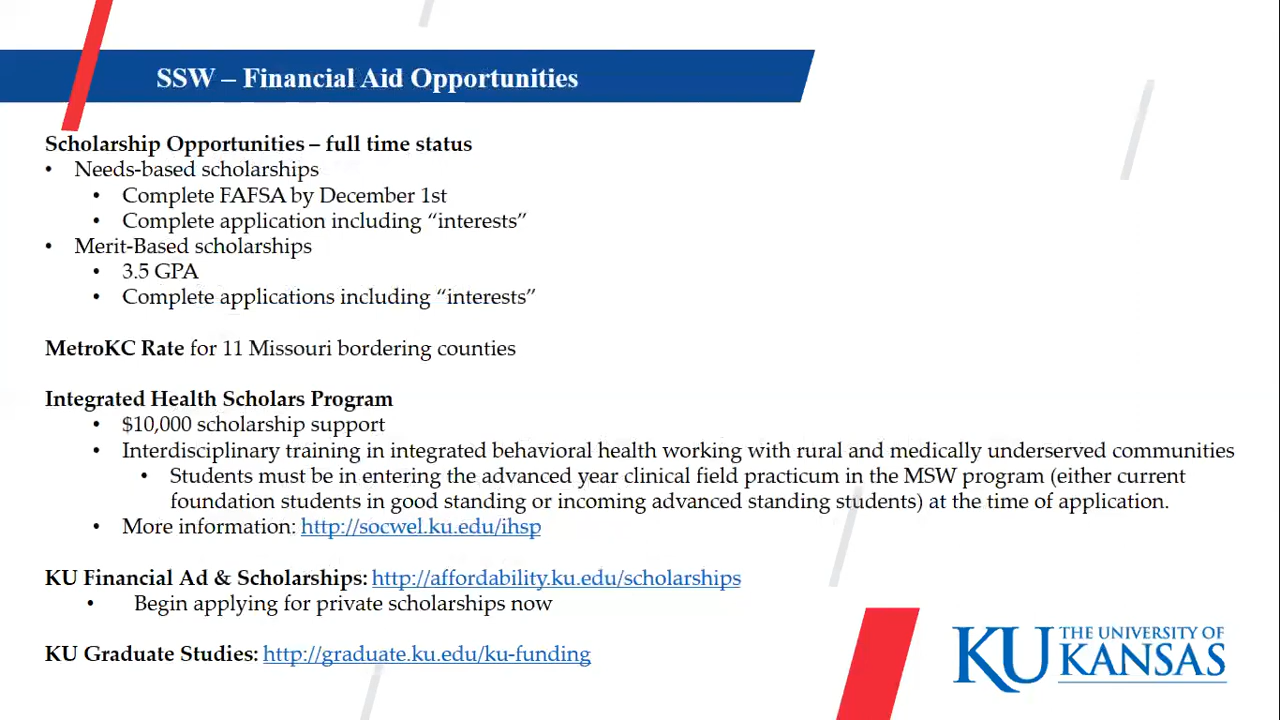 SSW – Financial Aid Opportunities
Scholarship Opportunities – full time status
• Needs-based scholarships
• Complete FAFSA by December 1st
• Complete application including “interests”
• Merit-Based scholarships
• 3.5 GPA
• Complete applications including “interests”
MetroKC Rate for 11 Missouri bordering counties
Integrated Health Scholars Program
• $10,000 scholarship support
• Interdisciplinary training in integrated behavioral health working with rural and medically underserved communities
• Students must be in entering the advanced year clinical field practicum in the MSW program (either current
foundation students in good standing or incoming advanced standing students) at the time of application.
• More information: http://socwel.ku.edu/ihsp
KU Financial Ad & Scholarships: http://affordability.ku.edu/scholarships
• Begin applying for private scholarships now
KU Graduate Studies: http://graduate.ku.edu/ku-funding
KU THE UNIVERSITY OF
KANSAS